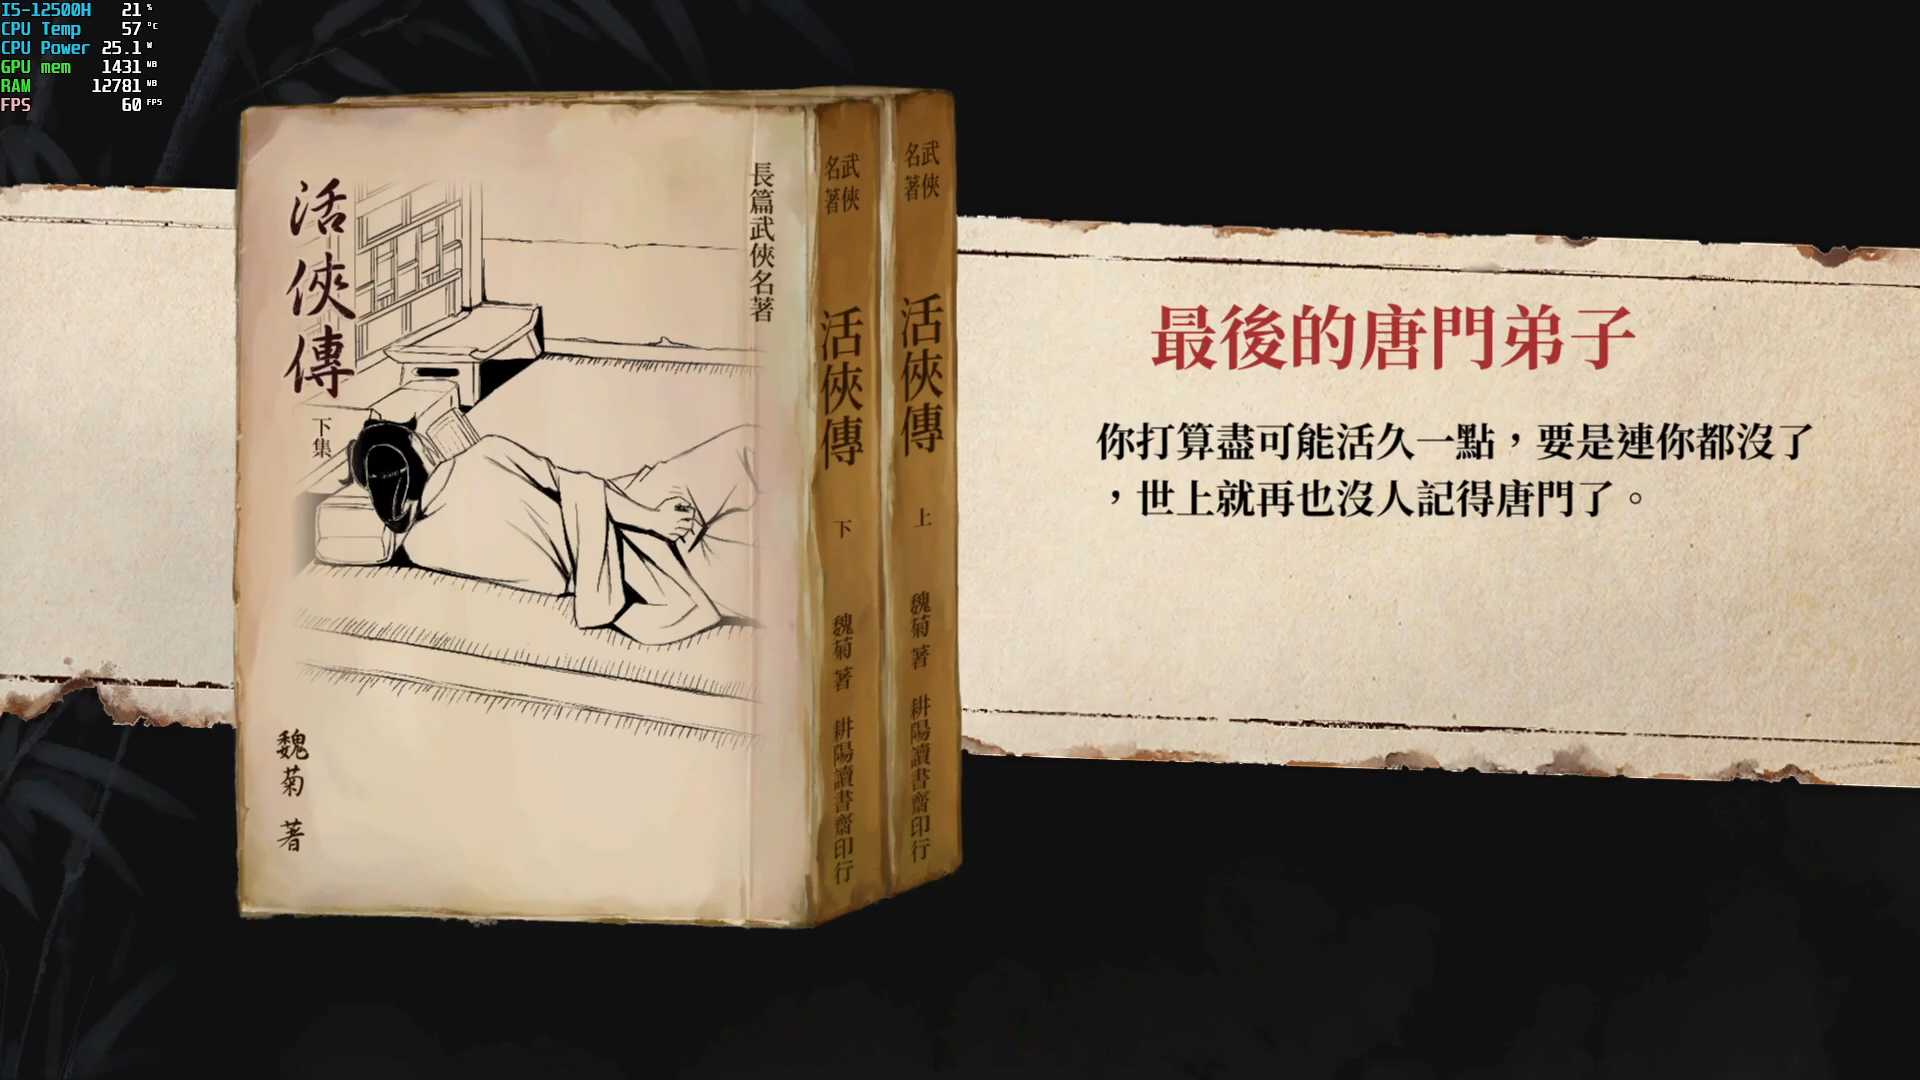 I5-12500H 21 %
CPU Temp 57 °C
CPU Power 25.1 W
GPU mem 1431 MB
RAM 12781 MB
FPS 60 FPS
活俠傳
下集
長篇武俠名著
魏菊 著
武俠名著
活俠傳
下
魏菊 著
耕陽讀書齋印行
武俠名著
活俠傳
上
魏菊 著
耕陽讀書齋印行
最後的唐門弟子
你打算盡可能活久一點，要是連你都沒了
，世上就再也沒人記得唐門了。